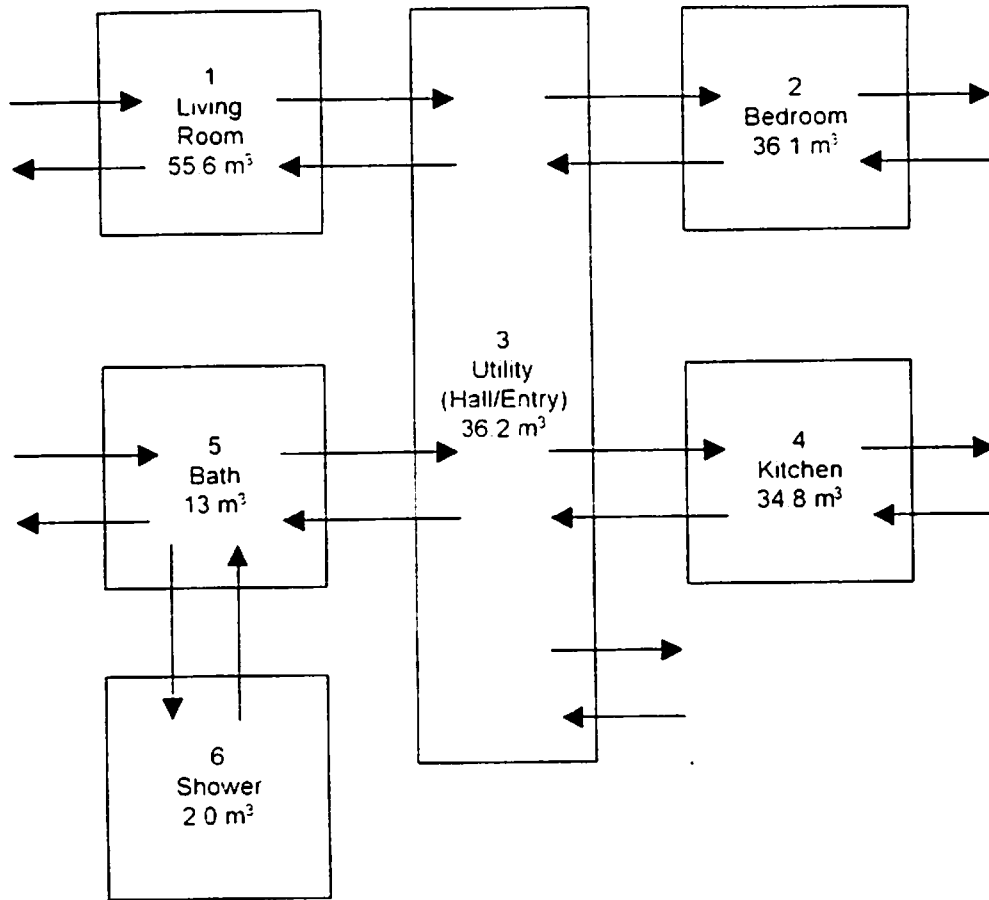 1
Living
Room
55.6 m³
2
Bedroom
36.1 m³
3
Utility
(Hall/Entry)
36.2 m³
5
Bath
13 m³
4
Kitchen
34.8 m³
6
Shower
2.0 m³